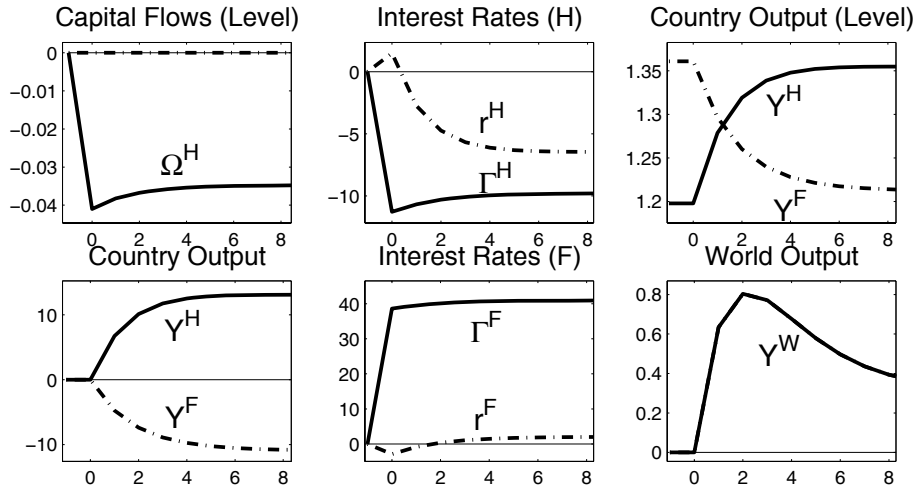 Capital Flows (Level)
0
−0.01
−0.02
−0.03
−0.04
Ω^H
0 2 4 6 8
Interest Rates (H)
0
−5
−10
r^H
Γ^H
0 2 4 6 8
Country Output (Level)
1.35
1.3
1.25
1.2
Y^H
Y^F
0 2 4 6 8
Country Output
10
0
−10
Y^H
Y^F
0 2 4 6 8
Interest Rates (F)
40
30
20
10
0
Γ^F
r^F
0 2 4 6 8
World Output
0.8
0.6
0.4
0.2
0
Y^W
0 2 4 6 8